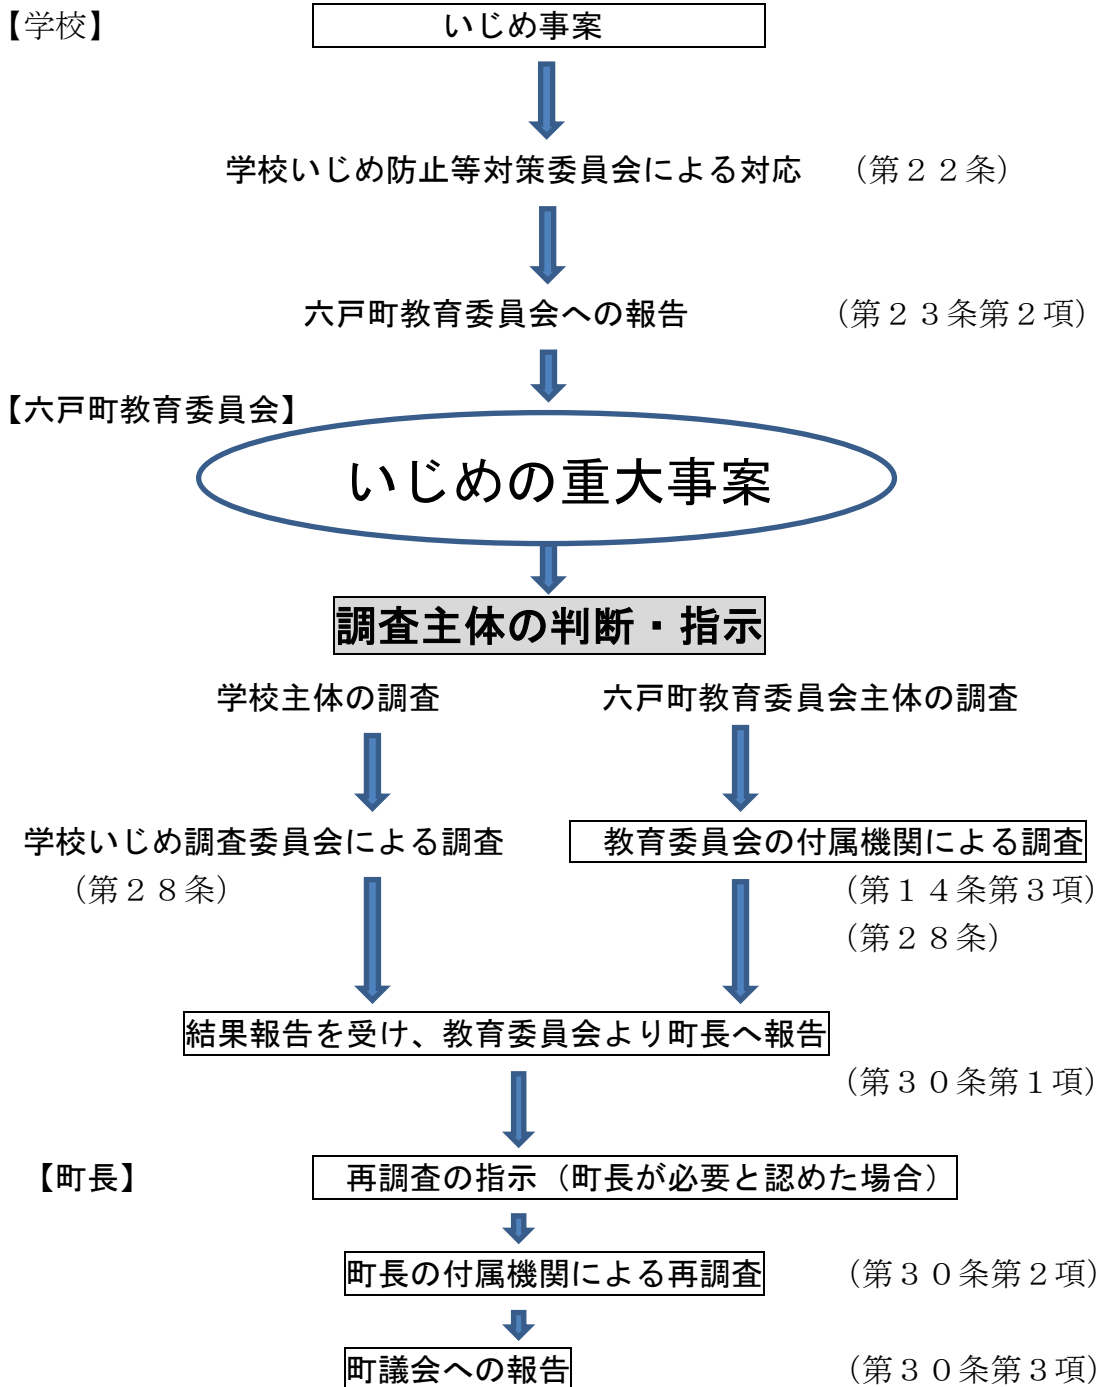 【学校】 いじめ事案
学校いじめ防止等対策委員会による対応 （第２２条）
六戸町教育委員会への報告 （第２３条第２項）
【六戸町教育委員会】
いじめの重大事案
調査主体の判断・指示
学校主体の調査 六戸町教育委員会主体の調査
学校いじめ調査委員会による調査 教育委員会の付属機関による調査
（第２８条） （第１４条第３項）
（第２８条）
結果報告を受け、教育委員会より町長へ報告
（第３０条第１項）
【町長】 再調査の指示（町長が必要と認めた場合）
町長の付属機関による再調査 （第３０条第２項）
町議会への報告 （第３０条第３項）